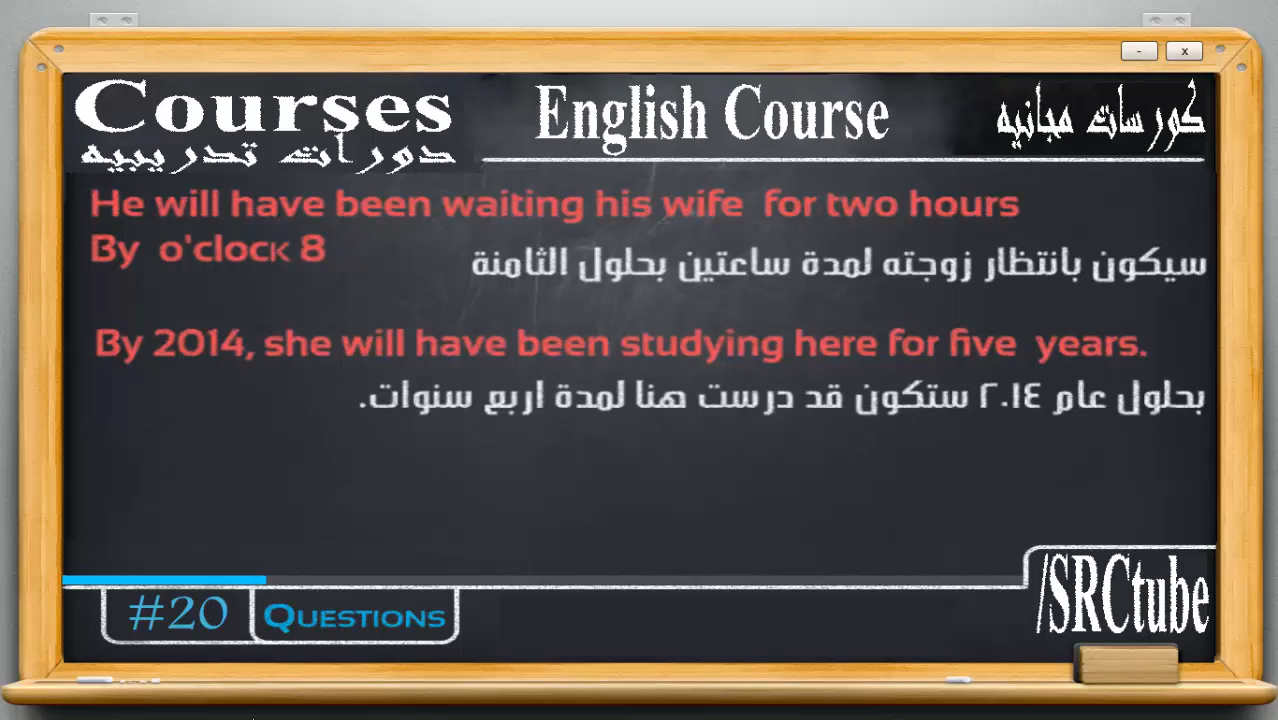 Courses
دورات تدريبيه
English Course
كورسات مجانيه
- x
He will have been waiting his wife for two hours
By o'clock 8
سيكون بانتظار زوجته لمدة ساعتين بحلول الثامنة
By 2014, she will have been studying here for five years.
بحلول عام ٢٠١٤ ستكون قد درست هنا لمدة اربع سنوات.
#20
QUESTIONS
/SRCtube